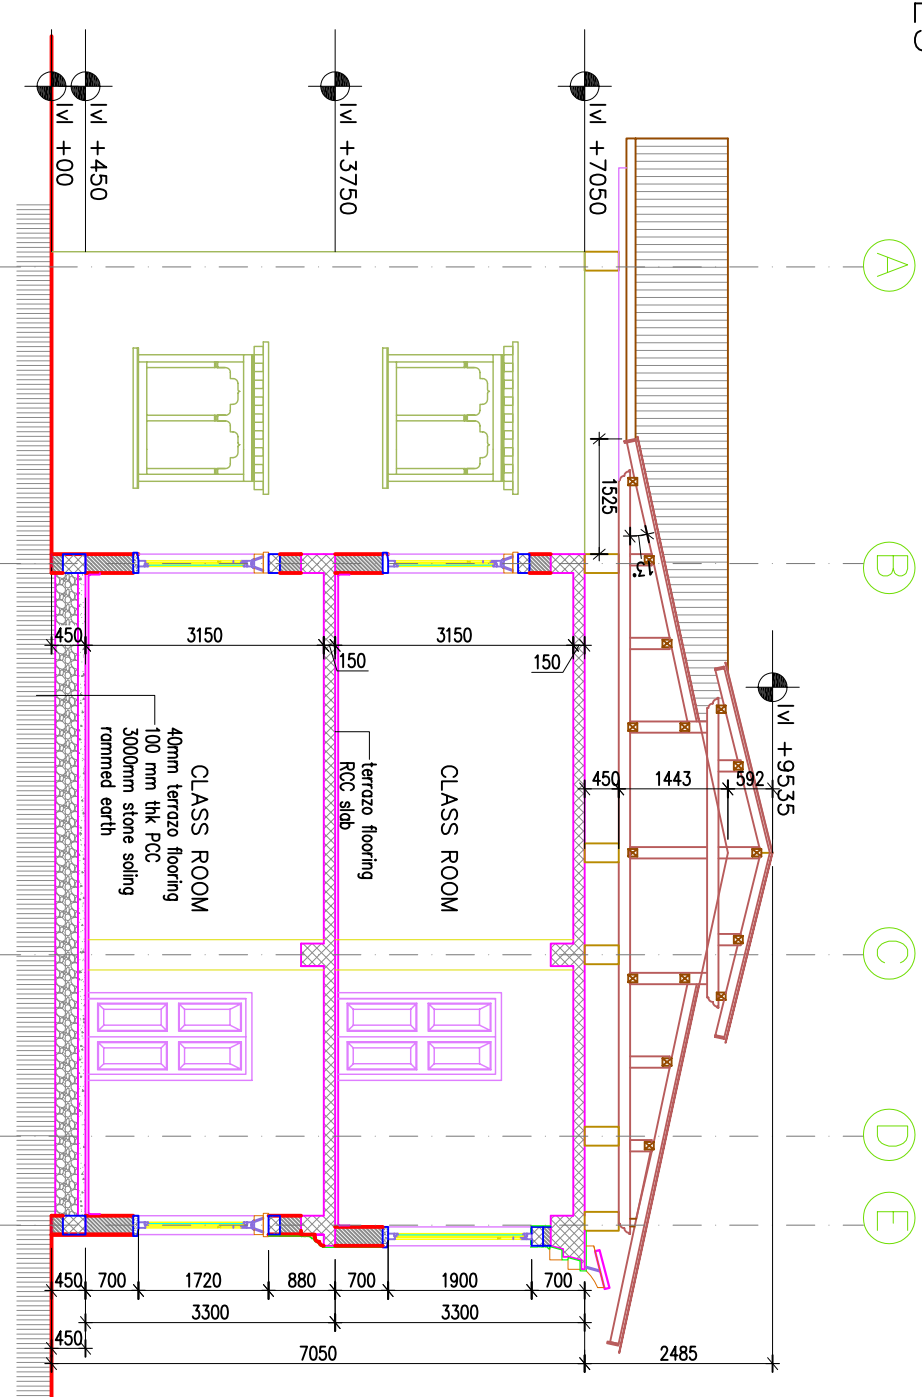 A
B
C
D
E
lvl +9535
lvl +7050
lvl +3750
lvl +450
lvl +00
1525
13°
592
1443
450
150
3150
150
3150
450
CLASS ROOM
terrazo flooring
RCC slab
CLASS ROOM
40mm terrazo flooring
100 mm thk PCC
3000mm stone soling
rammed earth
450
700
1720
880
700
1900
700
3300
3300
450
7050
2485